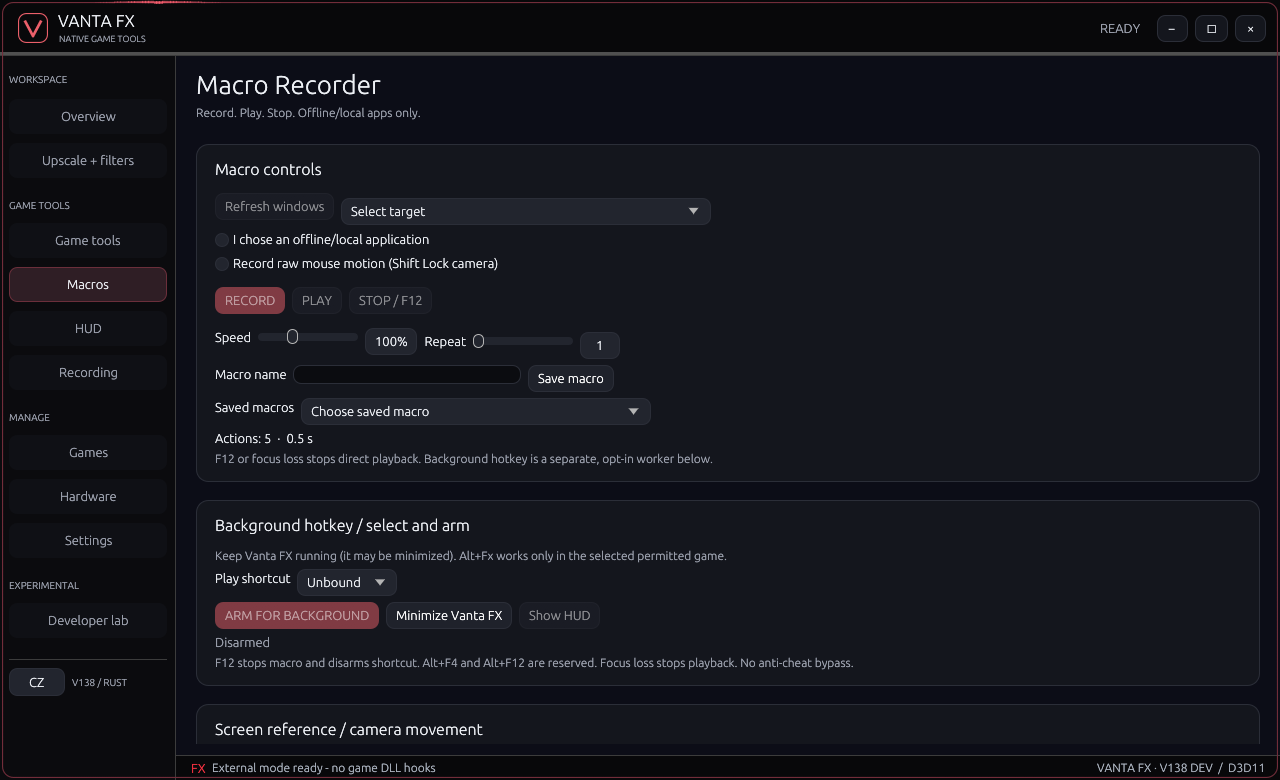 VANTA FX
NATIVE GAME TOOLS
READY
WORKSPACE
Overview
Upscale + filters
GAME TOOLS
Game tools
Macros
HUD
Recording
MANAGE
Games
Hardware
Settings
EXPERIMENTAL
Developer lab
CZ V138 / RUST
Macro Recorder
Record. Play. Stop. Offline/local apps only.
Macro controls
Refresh windows Select target
I chose an offline/local application
Record raw mouse motion (Shift Lock camera)
RECORD PLAY STOP / F12
Speed 100% Repeat 1
Macro name Save macro
Saved macros Choose saved macro
Actions: 5 · 0.5 s
F12 or focus loss stops direct playback. Background hotkey is a separate, opt-in worker below.
Background hotkey / select and arm
Keep Vanta FX running (it may be minimized). Alt+Fx works only in the selected permitted game.
Play shortcut Unbound
ARM FOR BACKGROUND Minimize Vanta FX Show HUD
Disarmed
F12 stops macro and disarms shortcut. Alt+F4 and Alt+F12 are reserved. Focus loss stops playback. No anti-cheat bypass.
Screen reference / camera movement
FX External mode ready - no game DLL hooks
VANTA FX · V138 DEV / D3D11